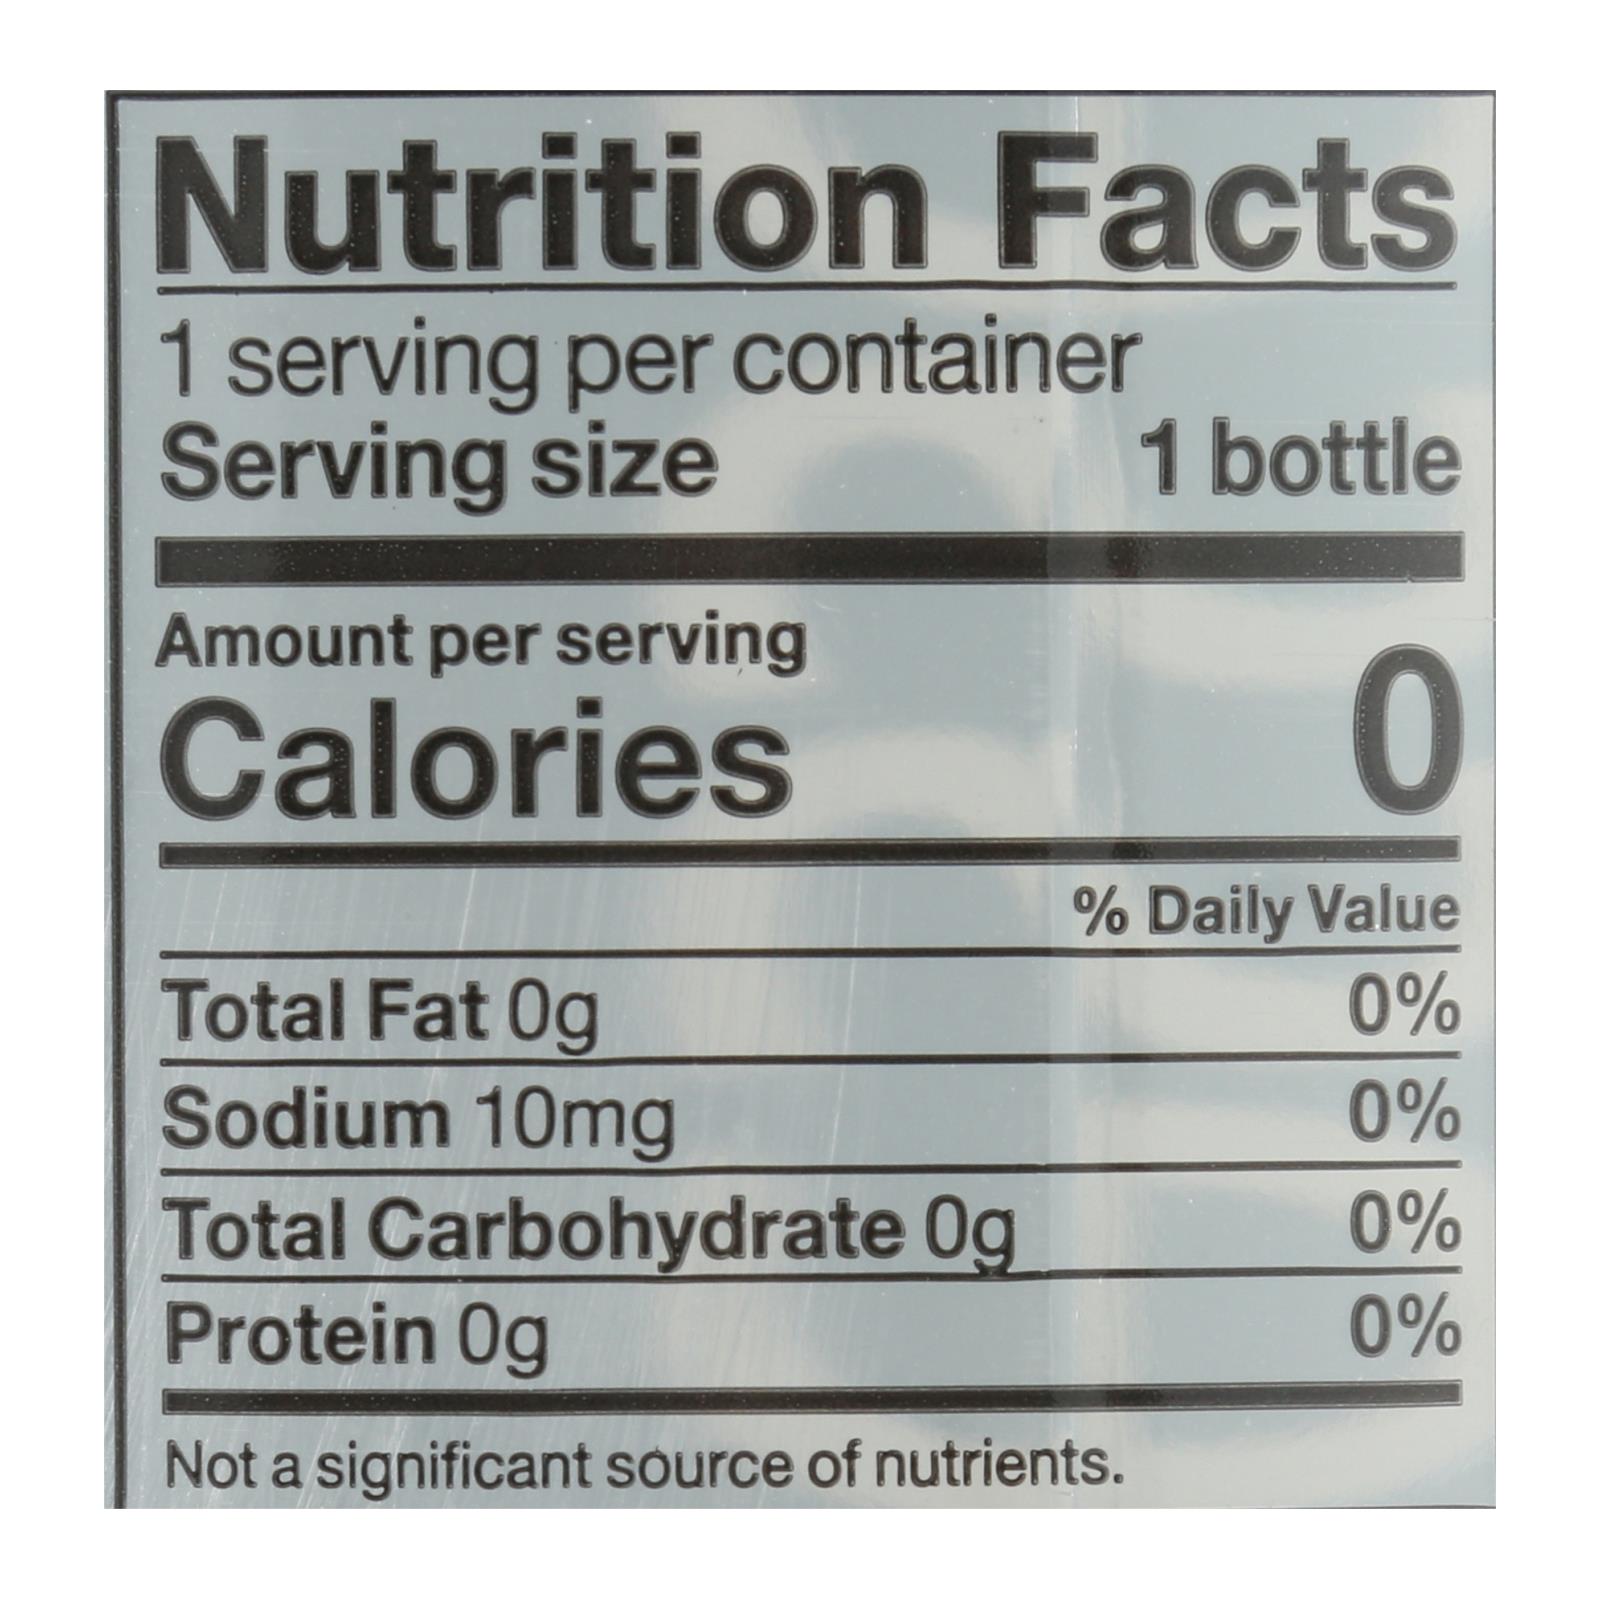 Nutrition Facts
1 serving per container
Serving size 1 bottle
Amount per serving
Calories 0
% Daily Value
Total Fat 0g 0%
Sodium 10mg 0%
Total Carbohydrate 0g 0%
Protein 0g 0%
Not a significant source of nutrients.